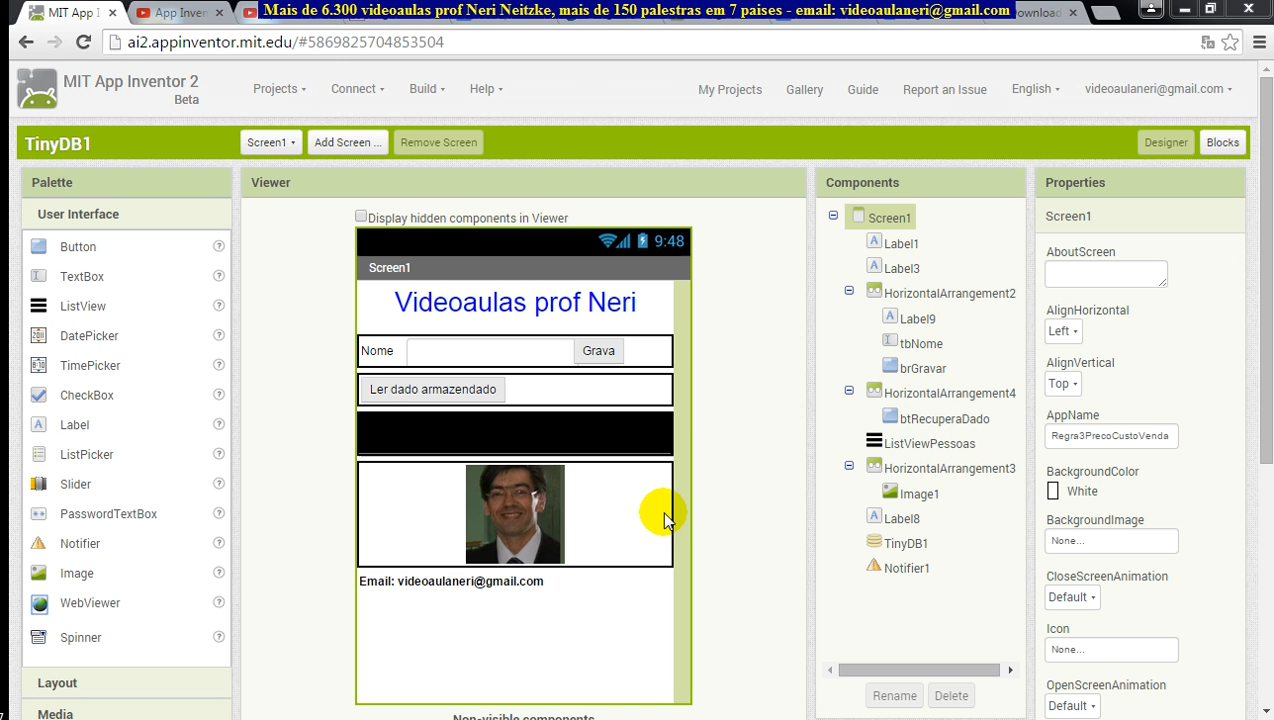 MIT App I
App Inven
Mais de 6.300 videoaulas prof Neri Neitzke, mais de 150 palestras em 7 paises - email: videoaulaneri@gmail.com
ownload
ai2.appinventor.mit.edu/#5869825704853504
MIT App Inventor 2
Beta
Projects
Connect
Build
Help
My Projects
Gallery
Guide
Report an Issue
English
videoaulaneri@gmail.com
TinyDB1
Screen1
Add Screen ...
Remove Screen
Designer
Blocks
Palette
User Interface
Button
TextBox
ListView
DatePicker
TimePicker
CheckBox
Label
ListPicker
Slider
PasswordTextBox
Notifier
Image
WebViewer
Spinner
Layout
Media
Viewer
Display hidden components in Viewer
9:48
Screen1
Videoaulas prof Neri
Nome
Grava
Ler dado armazendado
Email: videoaulaneri@gmail.com
Non-visible components
Components
Screen1
Label1
Label3
HorizontalArrangement2
Label9
tbNome
brGravar
HorizontalArrangement4
btRecuperaDado
ListViewPessoas
HorizontalArrangement3
Image1
Label8
TinyDB1
Notifier1
Rename
Delete
Properties
Screen1
AboutScreen
AlignHorizontal
Left
AlignVertical
Top
AppName
Regra3PrecoCustoVenda
BackgroundColor
White
BackgroundImage
None...
CloseScreenAnimation
Default
Icon
None...
OpenScreenAnimation
Default